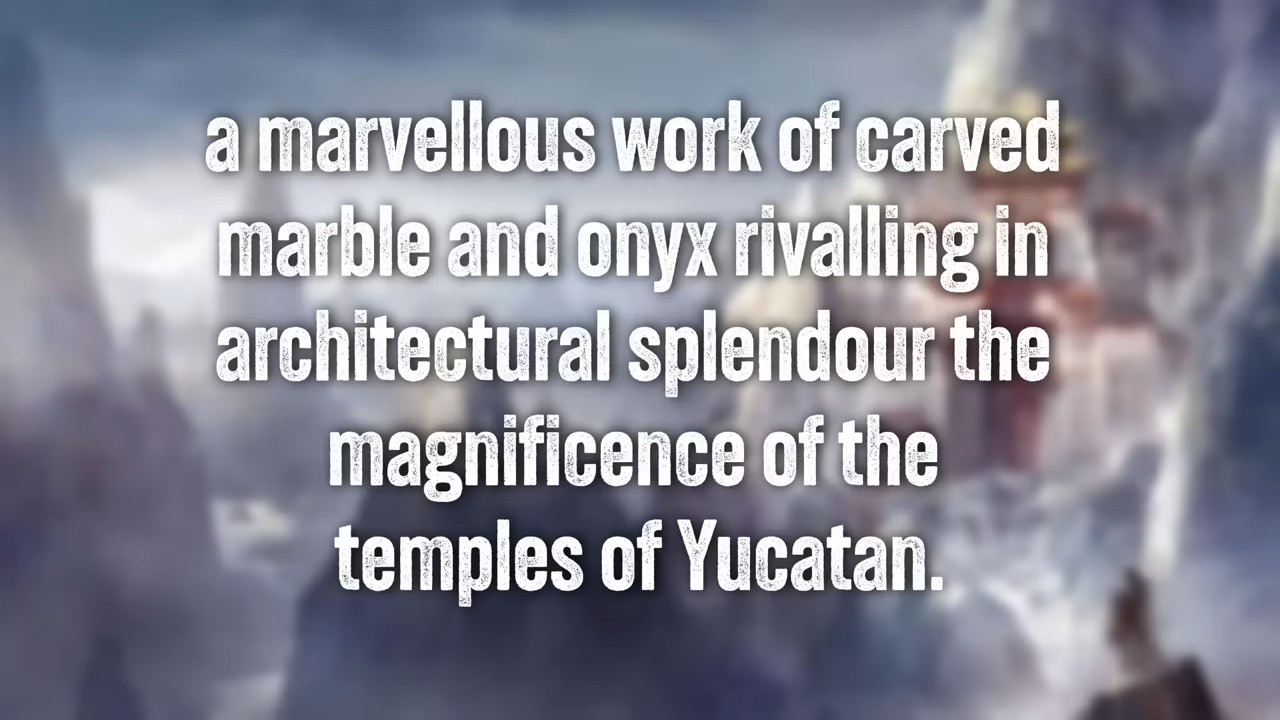 a marvellous work of carved
marble and onyx rivalling in
architectural splendour the
magnificence of the
temples of Yucatan.